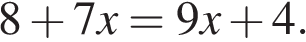 8 + 7x = 9x + 4.